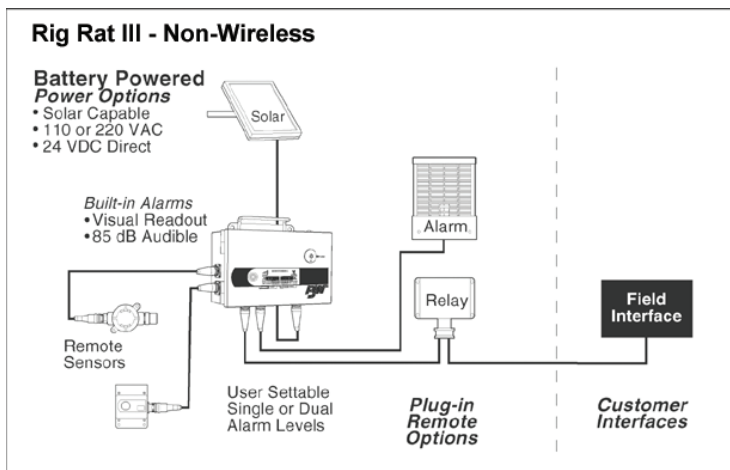 Rig Rat III - Non-Wireless
Battery Powered
Power Options
• Solar Capable
• 110 or 220 VAC
• 24 VDC Direct
Solar
Built-in Alarms
• Visual Readout
• 85 dB Audible
Alarm
Relay
Field
Interface
Remote
Sensors
User Settable
Single or Dual
Alarm Levels
Plug-in
Remote
Options
Customer
Interfaces